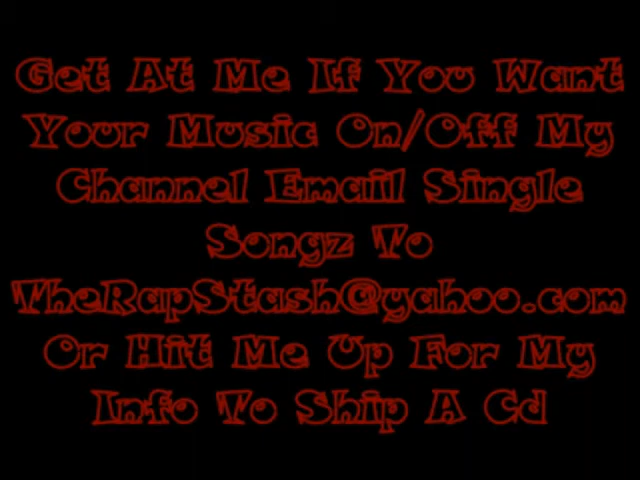 Get At Me If You Want
Your Music On/Off My
Channel Email Single
Songz To
TheRapStash@yahoo.com
Or Hit Me Up For My
Info To Ship A Cd